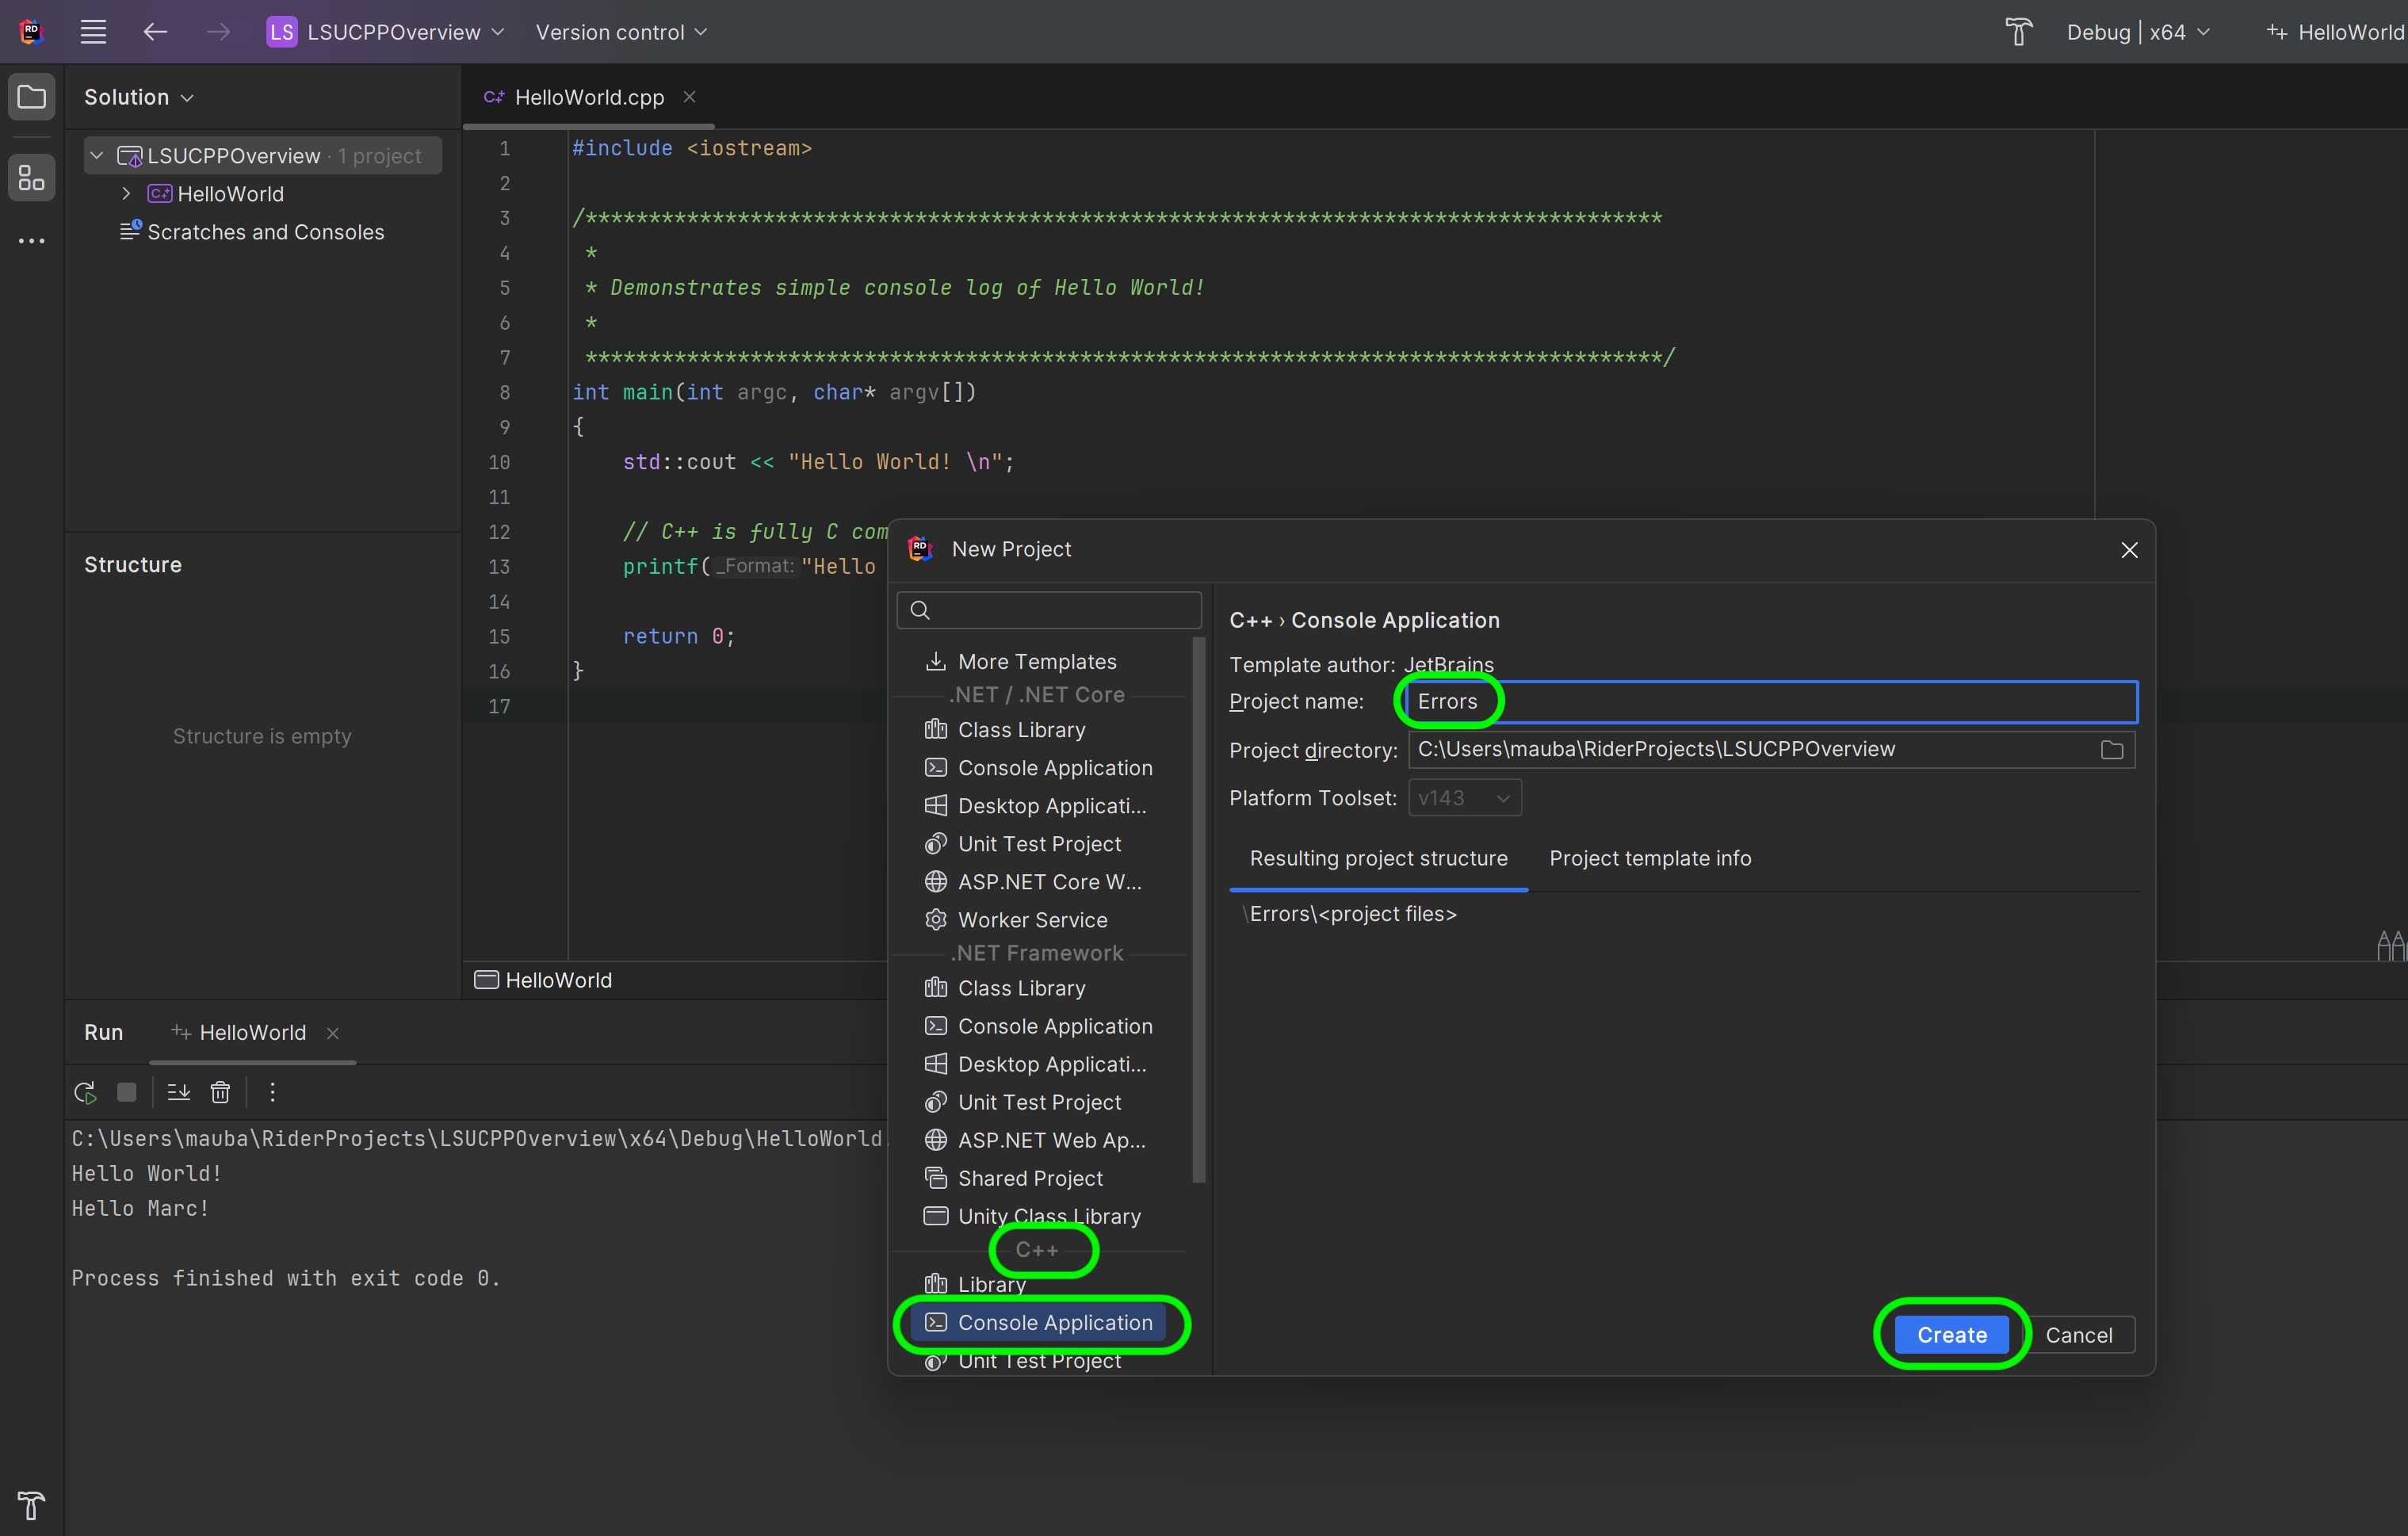 RD
LS LSUCPPOverview
Version control
Debug | x64
HelloWorld
Solution
LSUCPPOverview · 1 project
C++ HelloWorld
Scratches and Consoles
Structure
Structure is empty
C++ HelloWorld.cpp
1 #include <iostream>
2
3 /*************************************************************************************
4 *
5 * Demonstrates simple console log of Hello World!
6 *
7 *************************************************************************************/
8 int main(int argc, char* argv[])
9 {
10 std::cout << "Hello World! \n";
11
12 // C++ is fully C com
13 printf( _Format: "Hello
14
15 return 0;
16 }
17
HelloWorld
Run
HelloWorld
C:\Users\mauba\RiderProjects\LSUCPPOverview\x64\Debug\HelloWorld
Hello World!
Hello Marc!
Process finished with exit code 0.
RD New Project
More Templates
.NET / .NET Core
Class Library
Console Application
Desktop Applicati...
Unit Test Project
ASP.NET Core W...
Worker Service
.NET Framework
Class Library
Console Application
Desktop Applicati...
Unit Test Project
ASP.NET Web Ap...
Shared Project
Unity Class Library
C++
Library
Console Application
Unit Test Project
C++ › Console Application
Template author: JetBrains
Project name: Errors
Project directory: C:\Users\mauba\RiderProjects\LSUCPPOverview
Platform Toolset: v143
Resulting project structure
Project template info
\Errors\<project files>
Create
Cancel